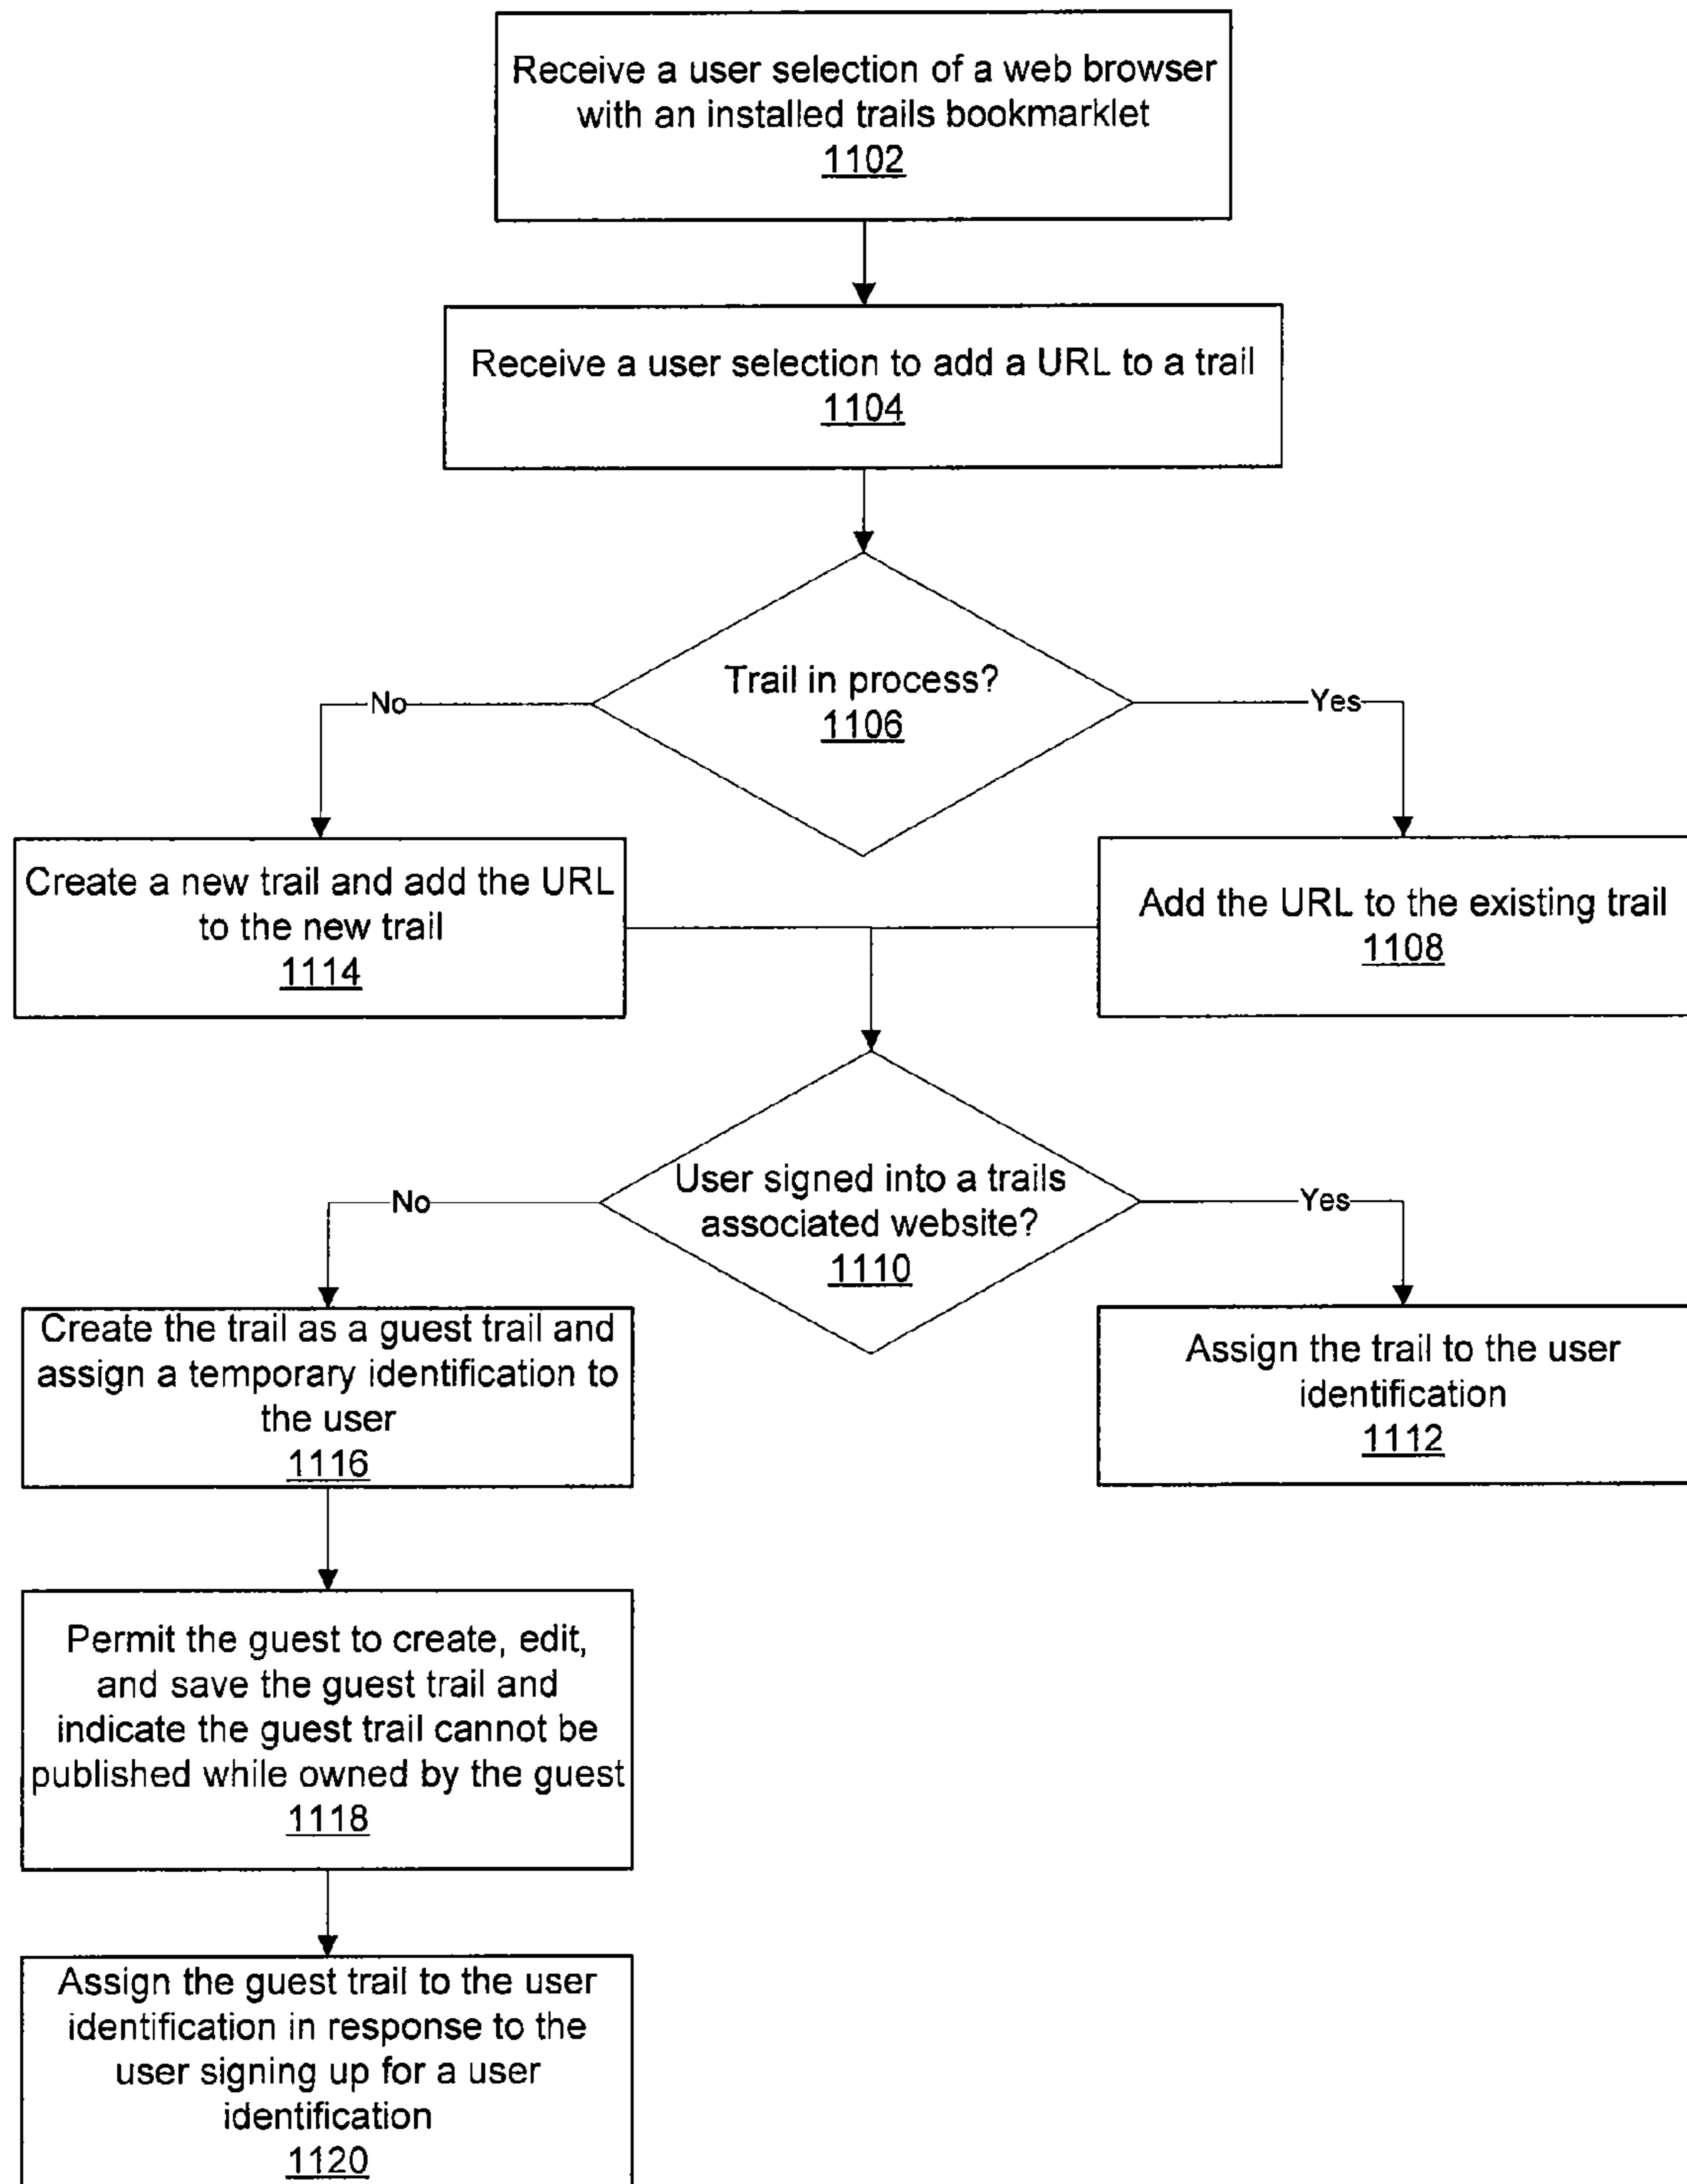 Receive a user selection of a web browser
with an installed trails bookmarklet
1102
Receive a user selection to add a URL to a trail
1104
Trail in process?
1106
No
Yes
Create a new trail and add the URL
to the new trail
1114
Add the URL to the existing trail
1108
User signed into a trails
associated website?
1110
No
Yes
Create the trail as a guest trail and
assign a temporary identification to
the user
1116
Assign the trail to the user
identification
1112
Permit the guest to create, edit,
and save the guest trail and
indicate the guest trail cannot be
published while owned by the guest
1118
Assign the guest trail to the user
identification in response to the
user signing up for a user
identification
1120